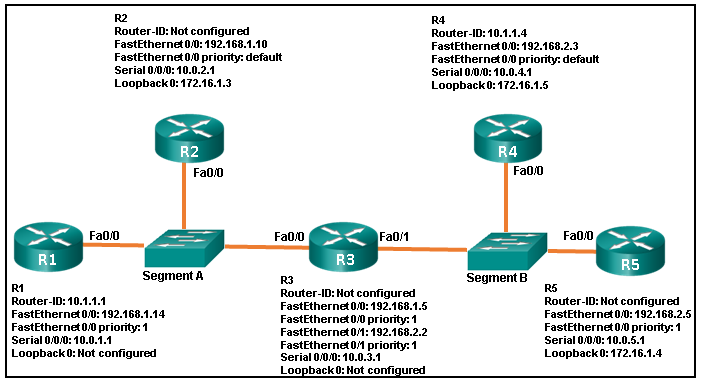 R2
Router-ID: Not configured
FastEthernet 0/0: 192.168.1.10
FastEthernet 0/0 priority: default
Serial 0/0/0: 10.0.2.1
Loopback 0: 172.16.1.3
R4
Router-ID: 10.1.1.4
FastEthernet 0/0: 192.168.2.3
FastEthernet 0/0 priority: default
Serial 0/0/0: 10.0.4.1
Loopback 0: 172.16.1.5
R2
Fa0/0
R4
Fa0/0
R1
Fa0/0
Segment A
Fa0/0
R3
Fa0/1
Segment B
Fa0/0
R5
R1
Router-ID: 10.1.1.1
FastEthernet 0/0: 192.168.1.14
FastEthernet 0/0 priority: 1
Serial 0/0/0: 10.0.1.1
Loopback 0: Not configured
R3
Router-ID: Not configured
FastEthernet 0/0: 192.168.1.5
FastEthernet 0/0 priority: 1
FastEthernet 0/1: 192.168.2.2
FastEthernet 0/1 priority: 1
Serial 0/0/0: 10.0.3.1
Loopback 0: Not configured
R5
Router-ID: Not configured
FastEthernet 0/0: 192.168.2.5
FastEthernet 0/0 priority: 1
Serial 0/0/0: 10.0.5.1
Loopback 0: 172.16.1.4